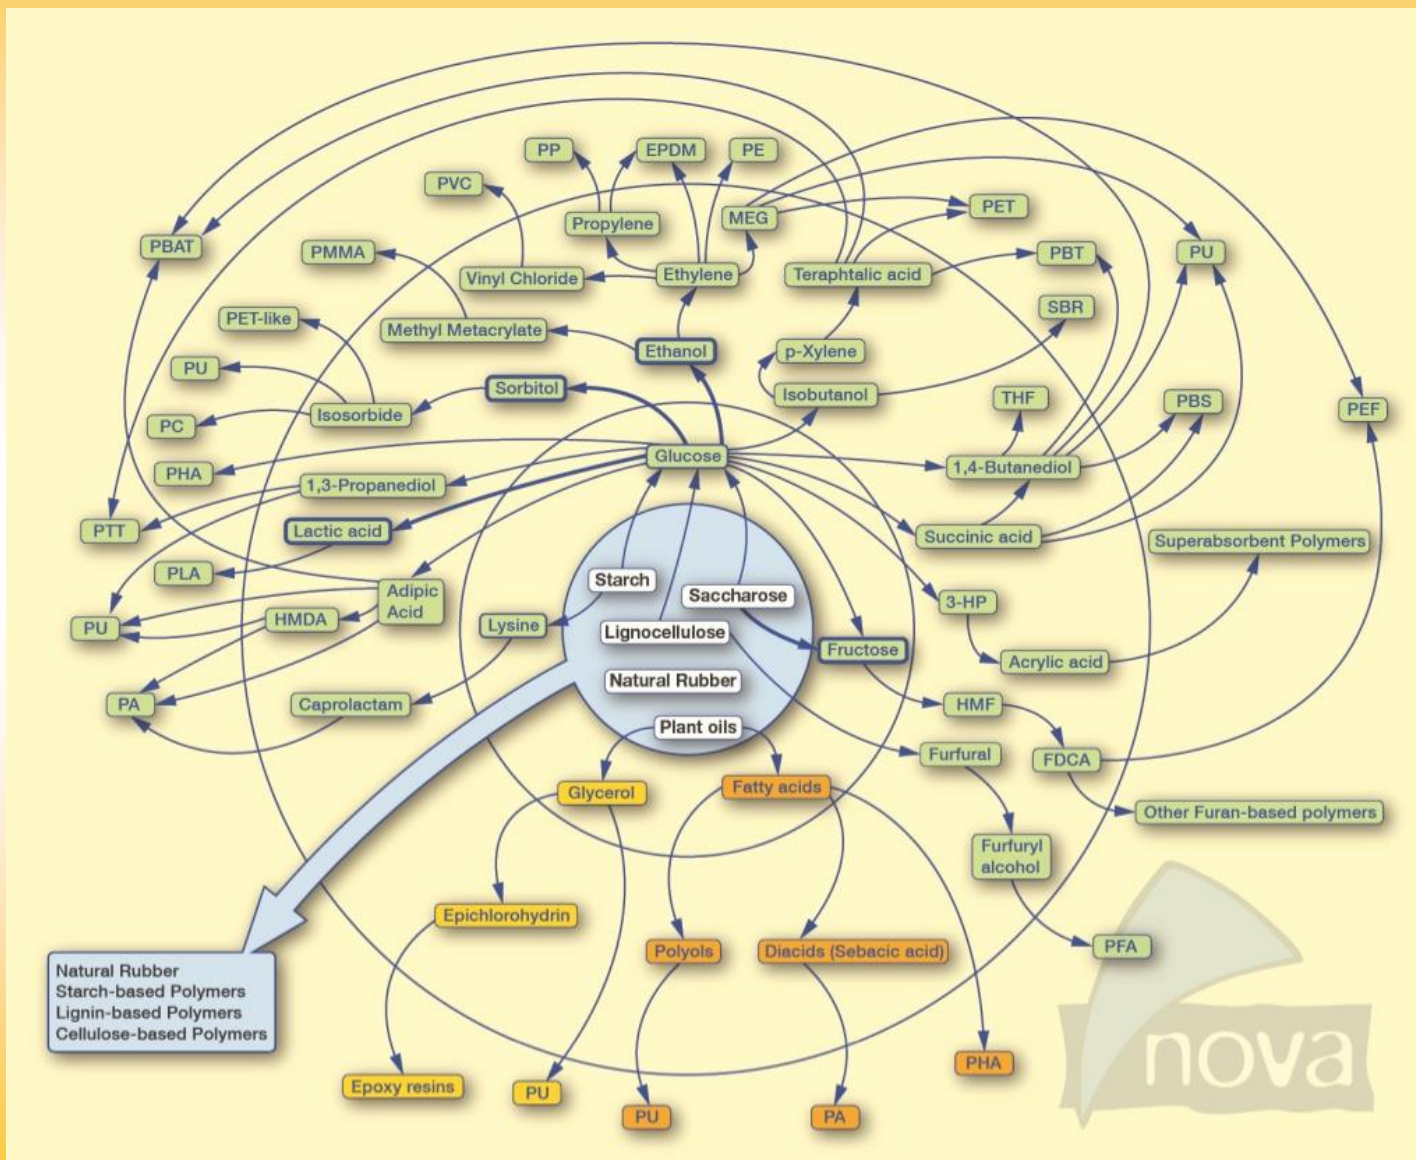 PP
EPDM
PE
PVC
Propylene
MEG
PET
PBAT
PMMA
PBT
PU
Vinyl Chloride
Ethylene
Teraphtalic acid
SBR
PET-like
Methyl Metacrylate
Ethanol
p-Xylene
PU
Sorbitol
Isobutanol
THF
PBS
PEF
PC
Isosorbide
Glucose
1,4-Butanediol
PHA
1,3-Propanediol
PTT
Lactic acid
Succinic acid
Superabsorbent Polymers
PLA
Starch
Adipic
Acid
Saccharose
3-HP
PU
HMDA
Lysine
Lignocellulose
Fructose
Acrylic acid
Natural Rubber
PA
Caprolactam
HMF
Plant oils
Furfural
FDCA
Glycerol
Fatty acids
Other Furan-based polymers
Furfuryl
alcohol
Epichlorohydrin
Polyols
Diacids (Sebacic acid)
PFA
Natural Rubber
Starch-based Polymers
Lignin-based Polymers
Cellulose-based Polymers
nova
PHA
Epoxy resins
PU
PU
PA